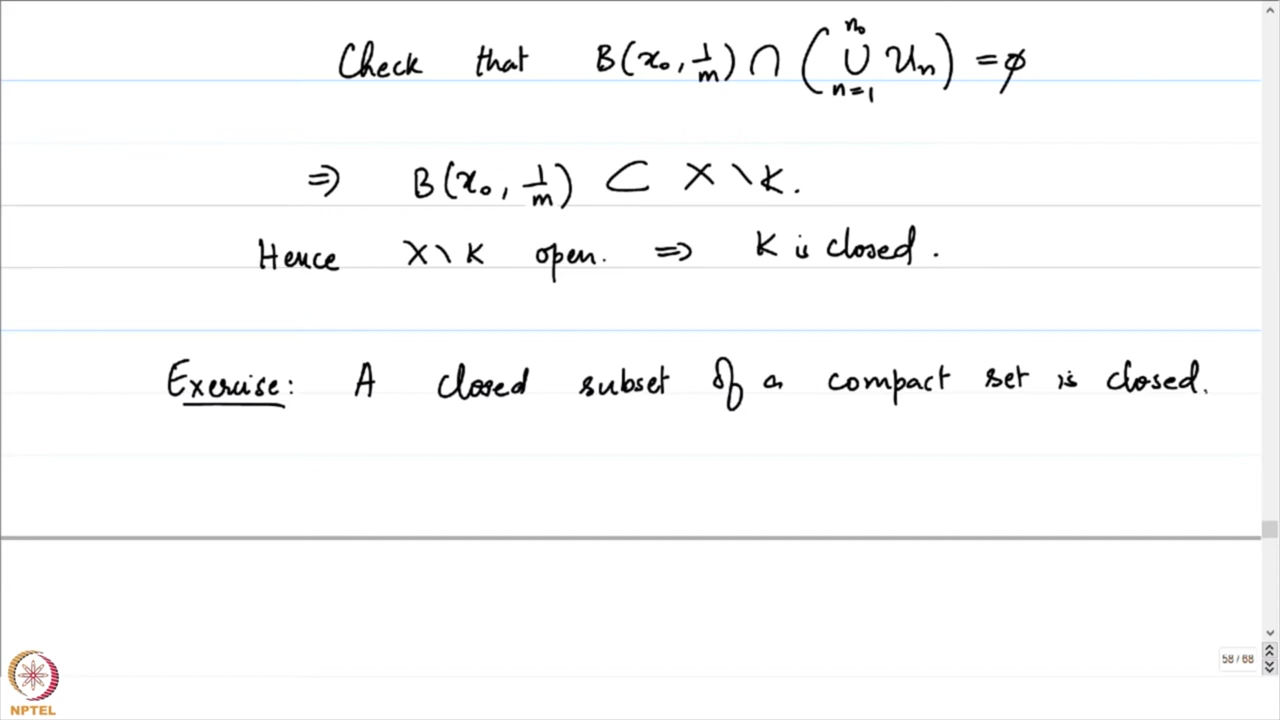 Check that B(x₀, 1/m) ∩ (⋃_{n=1}^{n₀} Uₙ) = φ
⇒ B(x₀, 1/m) ⊂ X \ K.
Hence X \ K open. ⇒ K is closed.
Exercise: A closed subset of a compact set is closed.
58 / 68
NPTEL